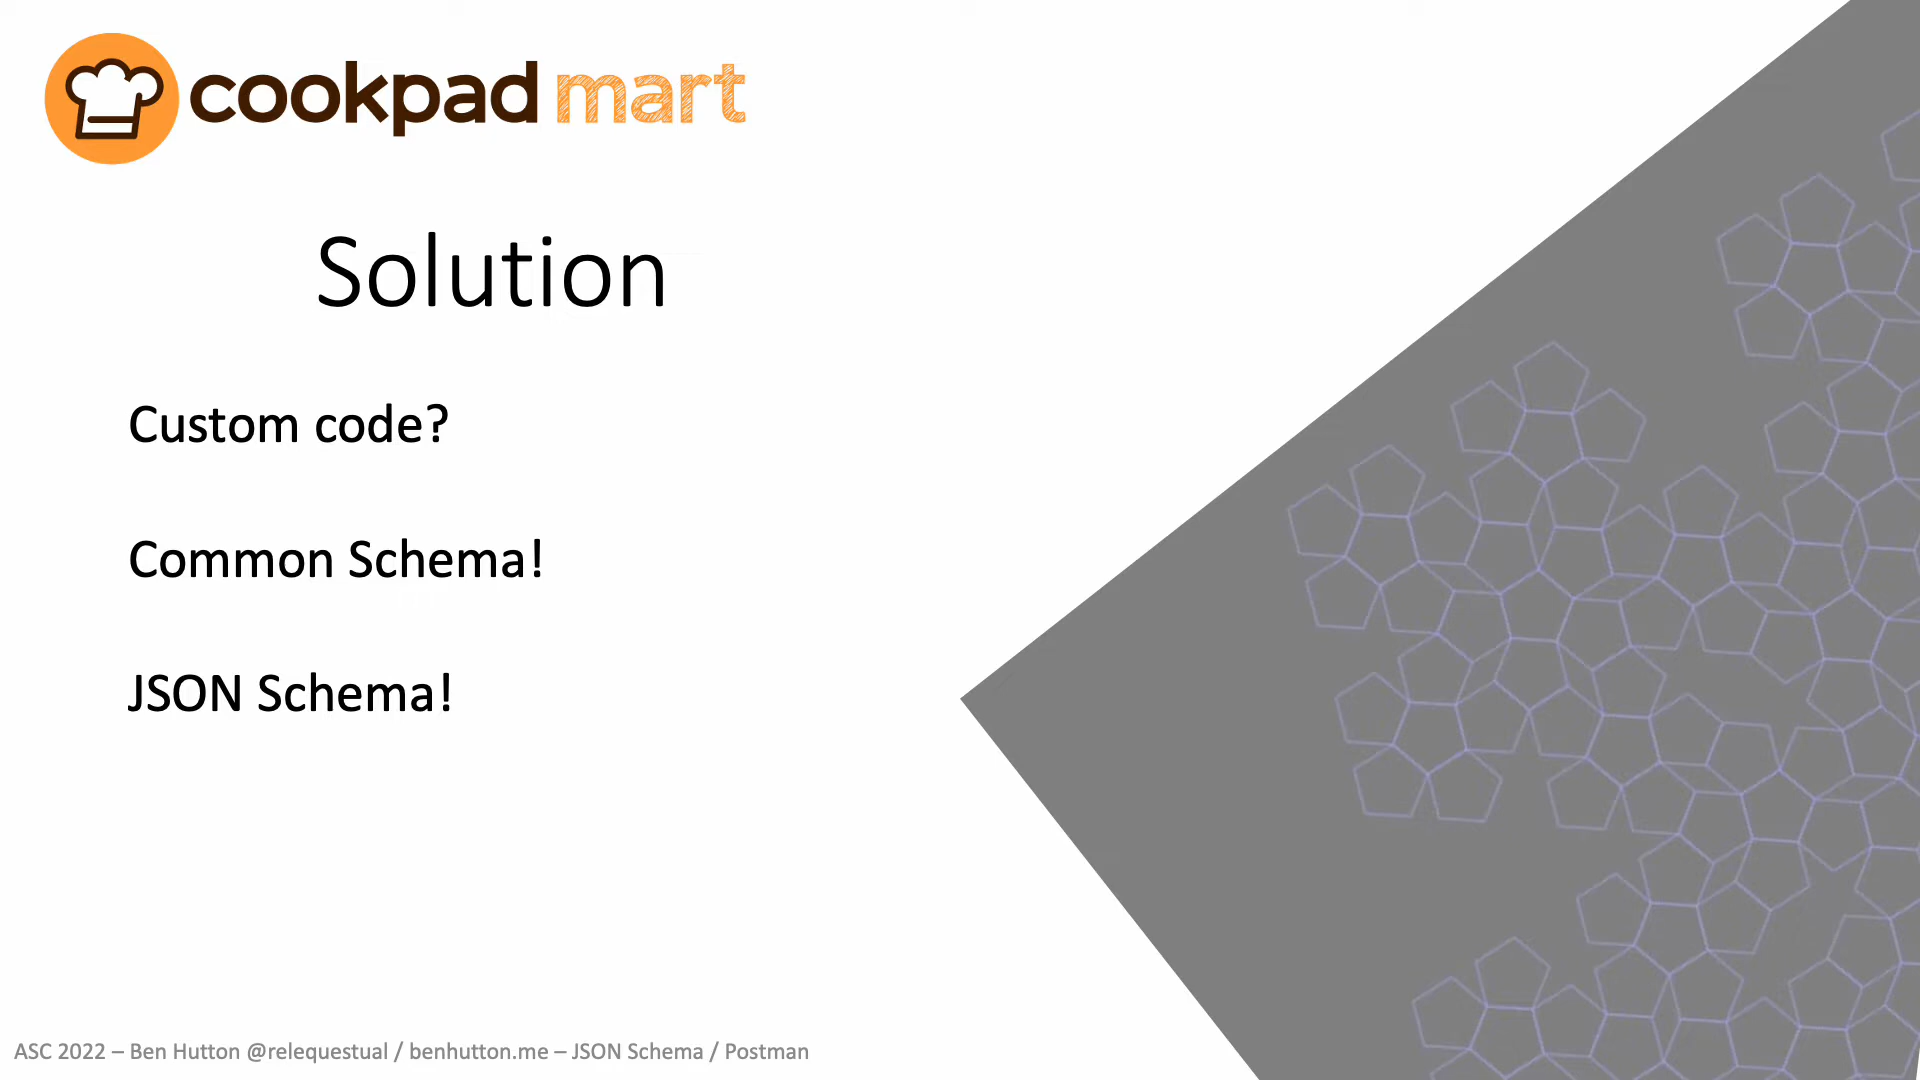 cookpad mart
Solution
Custom code?
Common Schema!
JSON Schema!
ASC 2022 – Ben Hutton @relequestual / benhutton.me – JSON Schema / Postman